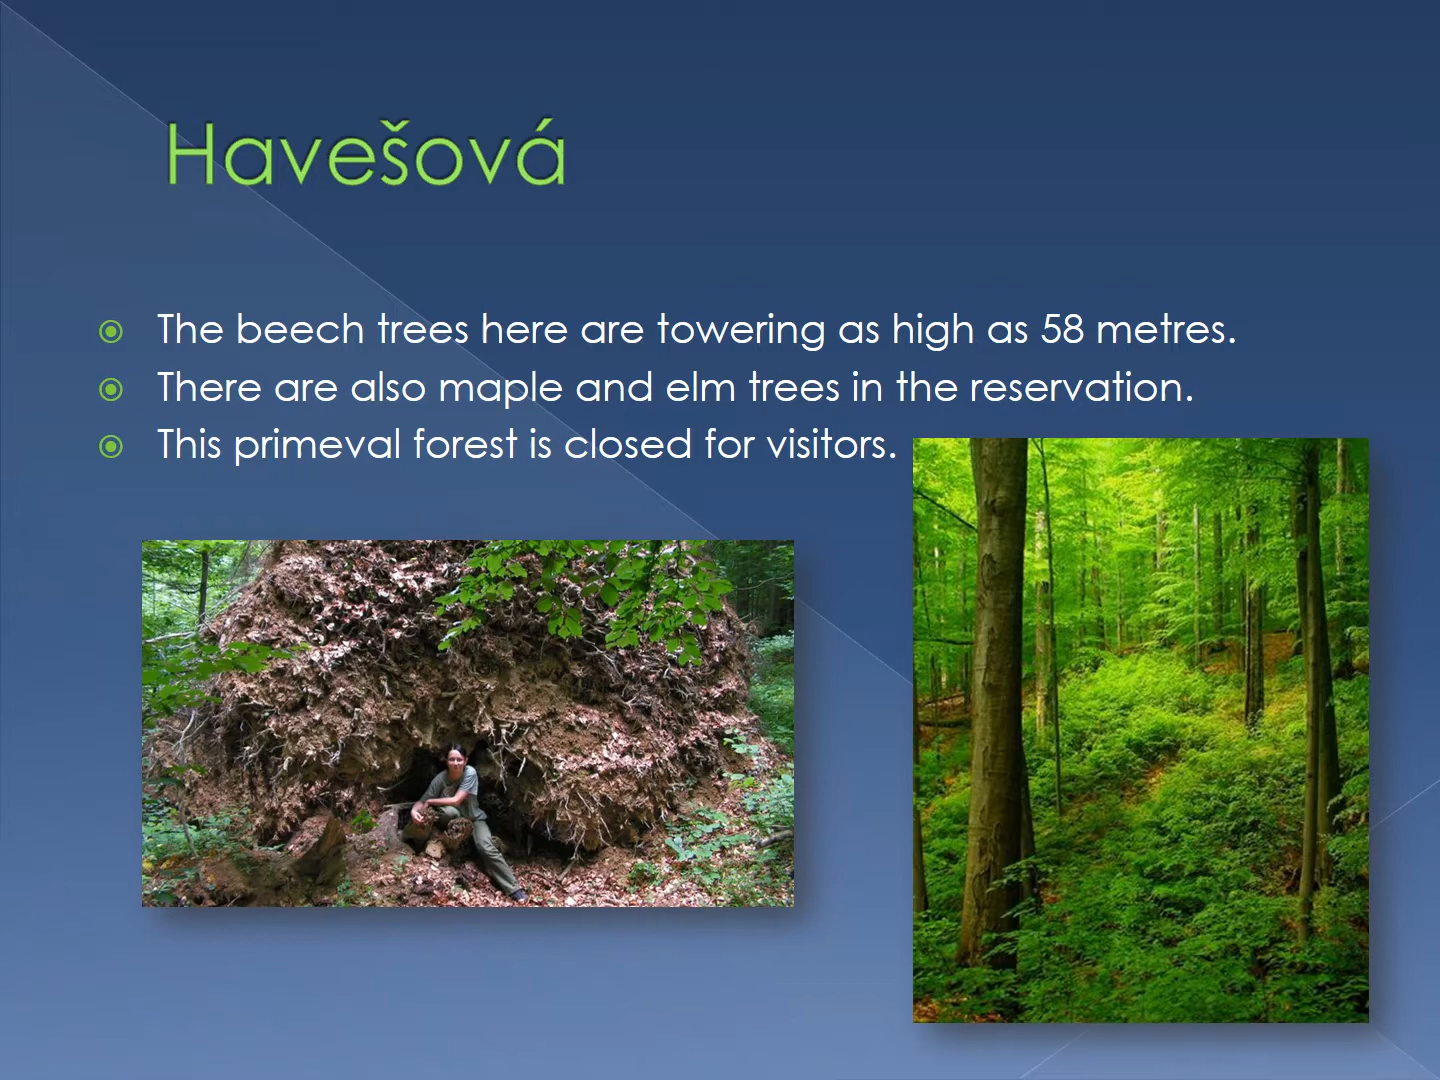 Havešová
The beech trees here are towering as high as 58 metres.
There are also maple and elm trees in the reservation.
This primeval forest is closed for visitors.